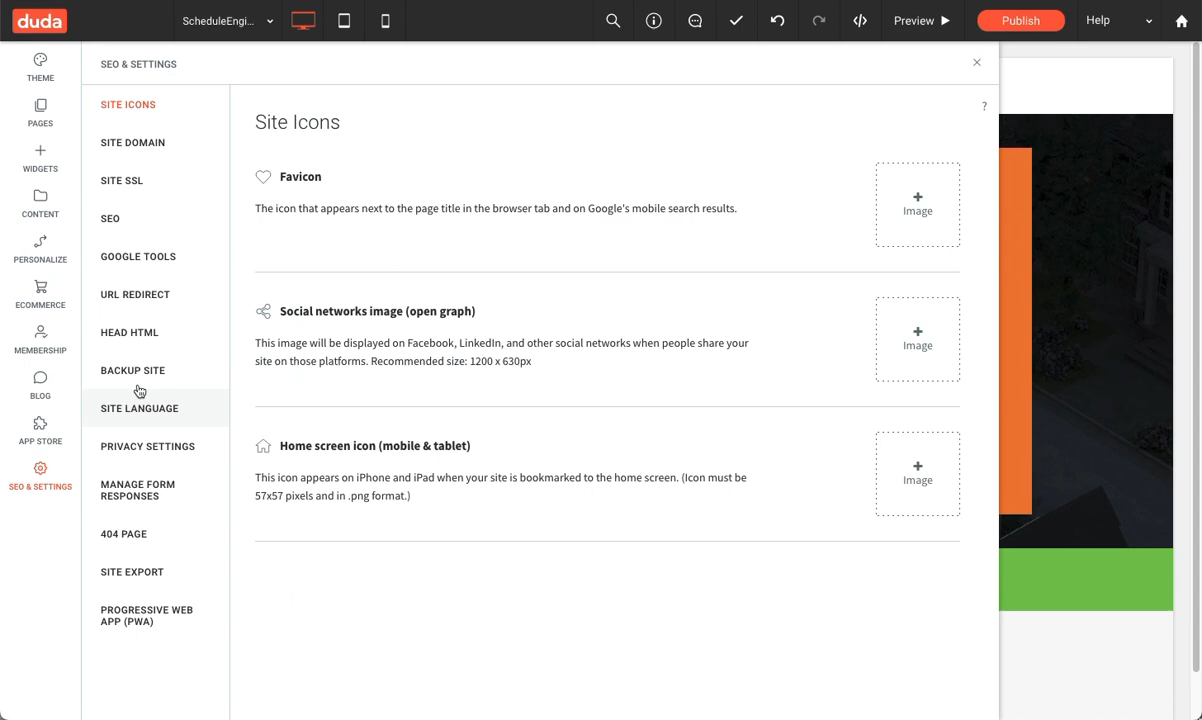 duda
ScheduleEngi...
Preview
Publish
Help
THEME
PAGES
WIDGETS
CONTENT
PERSONALIZE
ECOMMERCE
MEMBERSHIP
BLOG
APP STORE
SEO & SETTINGS
SEO & SETTINGS
SITE ICONS
SITE DOMAIN
SITE SSL
SEO
GOOGLE TOOLS
URL REDIRECT
HEAD HTML
BACKUP SITE
SITE LANGUAGE
PRIVACY SETTINGS
MANAGE FORM
RESPONSES
404 PAGE
SITE EXPORT
PROGRESSIVE WEB
APP (PWA)
?
Site Icons
Favicon
The icon that appears next to the page title in the browser tab and on Google's mobile search results.
Image
Social networks image (open graph)
This image will be displayed on Facebook, LinkedIn, and other social networks when people share your
site on those platforms. Recommended size: 1200 x 630px
Image
Home screen icon (mobile & tablet)
This icon appears on iPhone and iPad when your site is bookmarked to the home screen. (Icon must be
57x57 pixels and in .png format.)
Image